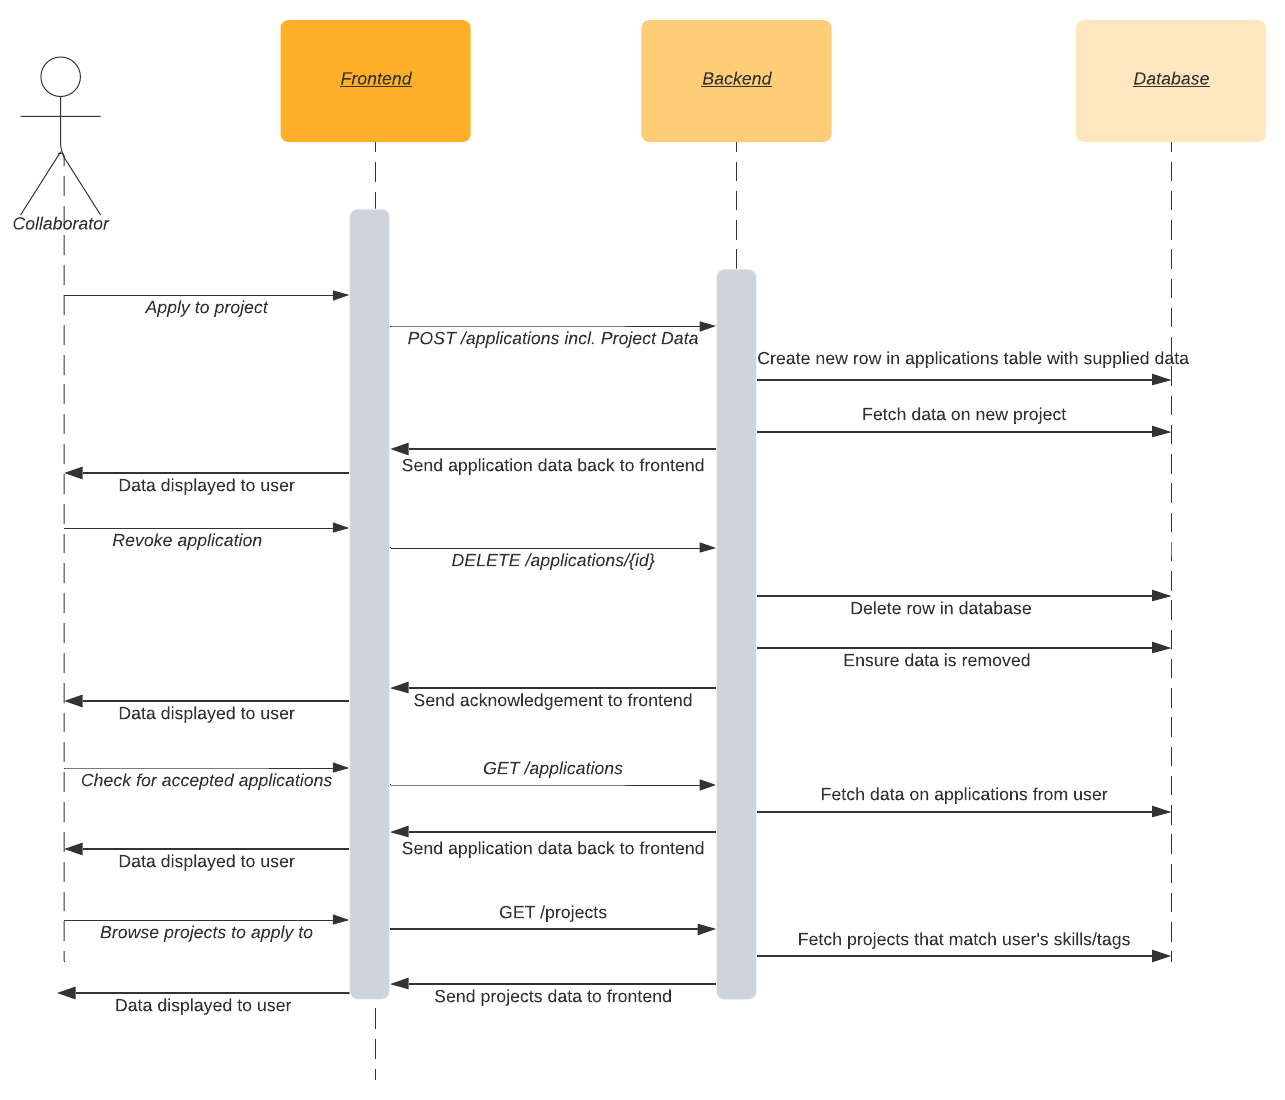 Frontend
Backend
Database
Collaborator
Apply to project
POST /applications incl. Project Data
Create new row in applications table with supplied data
Fetch data on new project
Send application data back to frontend
Data displayed to user
Revoke application
DELETE /applications/{id}
Delete row in database
Ensure data is removed
Send acknowledgement to frontend
Data displayed to user
Check for accepted applications
GET /applications
Fetch data on applications from user
Send application data back to frontend
Data displayed to user
Browse projects to apply to
GET /projects
Fetch projects that match user's skills/tags
Send projects data to frontend
Data displayed to user